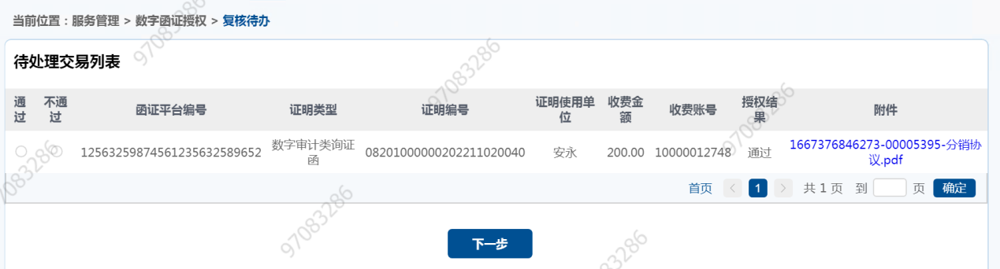 当前位置：服务管理 > 数字函证授权 > 复核待办
待处理交易列表
通过 不通过 函证平台编号 证明类型 证明编号 证明使用单位 收费金额 收费账号 授权结果 附件
125632598745612356325896​52 数字审计类询证函 08201000000202211020040 安永 200.00 10000012748 通过 1667376846273-00005395-分销协议.pdf
首页 < 1 > 共 1 页 到 页 确定
下一步
97083286
97083286
97083286
97083286
97083286
97083286